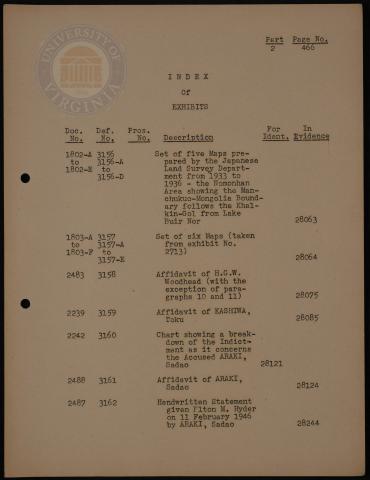 UNIVERSITY OF VIRGINIA
Part Page No.
2 466
INDEX
Of
EXHIBITS
Doc. Def. Pros. For In
No. No. No. Description Ident. Evidence
1802-A 3156 Set of five Maps pre-
to 3156-A pared by the Japanese
1802-E to Land Survey Depart-
3156-D ment from 1933 to
1936 - the Nomonhan
Area showing the Man-
chukuo-Mongolia Bound-
ary follows the Khal-
kin-Gol from Lake
Buir Nor 28063
1803-A 3157 Set of six Maps (taken
to 3157-A from exhibit No.
1803-F to 2713)
3157-E 28064
2483 3158 Affidavit of H.G.W.
Woodhead (with the
exception of para-
graphs 10 and 11) 28075
2239 3159 Affidavit of KASHIWA,
Toku 28085
2242 3160 Chart showing a break-
down of the Indict-
ment as it concerns
the Accused ARAKI,
Sadao 28121
2488 3161 Affidavit of ARAKI,
Sadao 28124
2487 3162 Handwritten Statement
given Elton M. Hyder
on 11 February 1946
by ARAKI, Sadao 28244